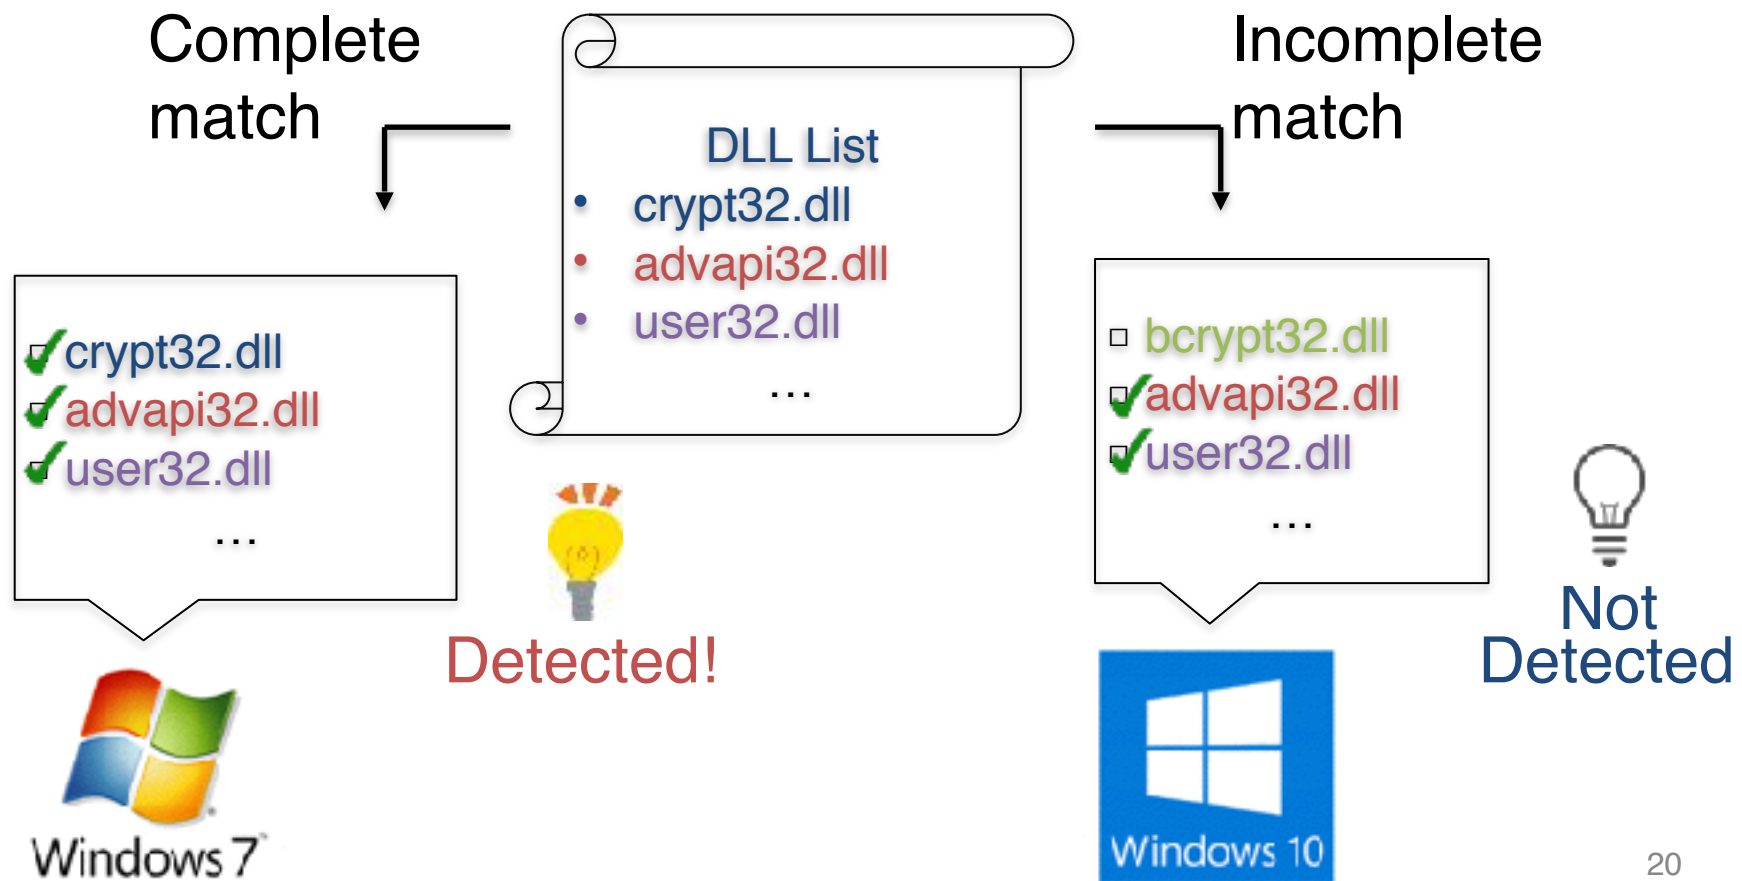 Complete
match
DLL List
• crypt32.dll
• advapi32.dll
• user32.dll
…
Incomplete
match
crypt32.dll
advapi32.dll
user32.dll
…
Detected!
Windows 7
bcrypt32.dll
advapi32.dll
user32.dll
…
Not
Detected
Windows 10
20